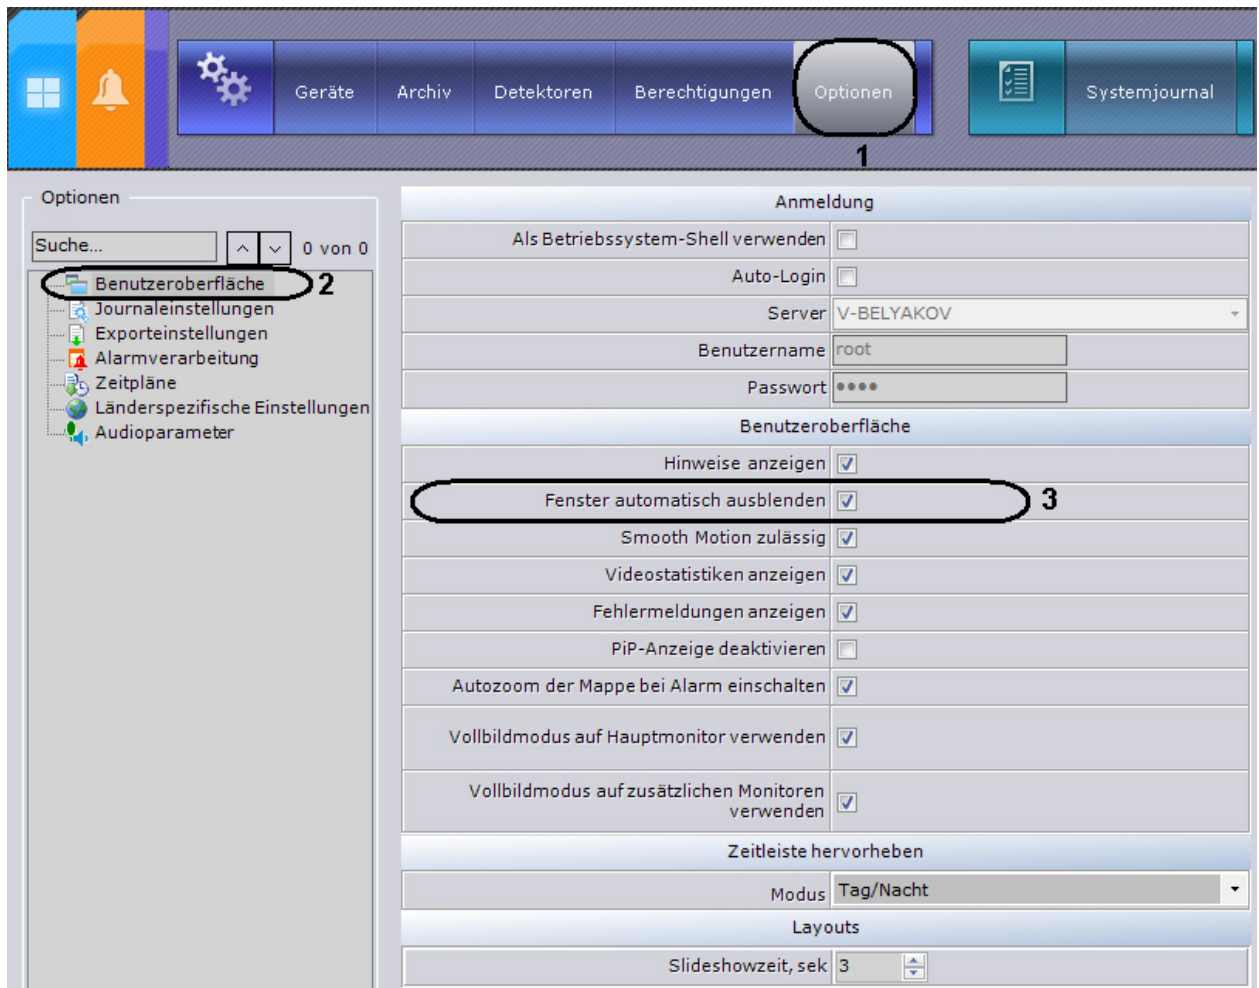 Geräte
Archiv
Detektoren
Berechtigungen
Optionen
Systemjournal
1
Optionen
Suche...
0 von 0
Benutzeroberfläche
2
Journaleinstellungen
Exporteinstellungen
Alarmverarbeitung
Zeitpläne
Länderspezifische Einstellungen
Audioparameter
Anmeldung
Als Betriebssystem-Shell verwenden
Auto-Login
Server V-BELYAKOV
Benutzername root
Passwort ••••
Benutzeroberfläche
Hinweise anzeigen
Fenster automatisch ausblenden
3
Smooth Motion zulässig
Videostatistiken anzeigen
Fehlermeldungen anzeigen
PiP-Anzeige deaktivieren
Autozoom der Mappe bei Alarm einschalten
Vollbildmodus auf Hauptmonitor verwenden
Vollbildmodus auf zusätzlichen Monitoren
verwenden
Zeitleiste hervorheben
Modus Tag/Nacht
Layouts
Slideshowzeit, sek 3